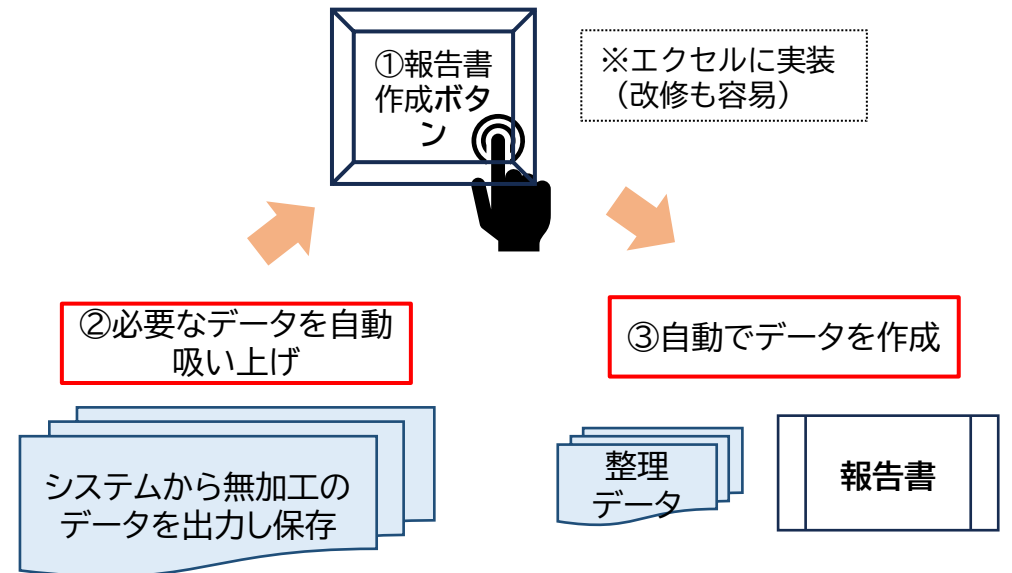 ①報告書
作成ボタ
ン
※エクセルに実装
（改修も容易）
②必要なデータを自動
吸い上げ
③自動でデータを作成
システムから無加工の
データを出力し保存
整理
データ
報告書